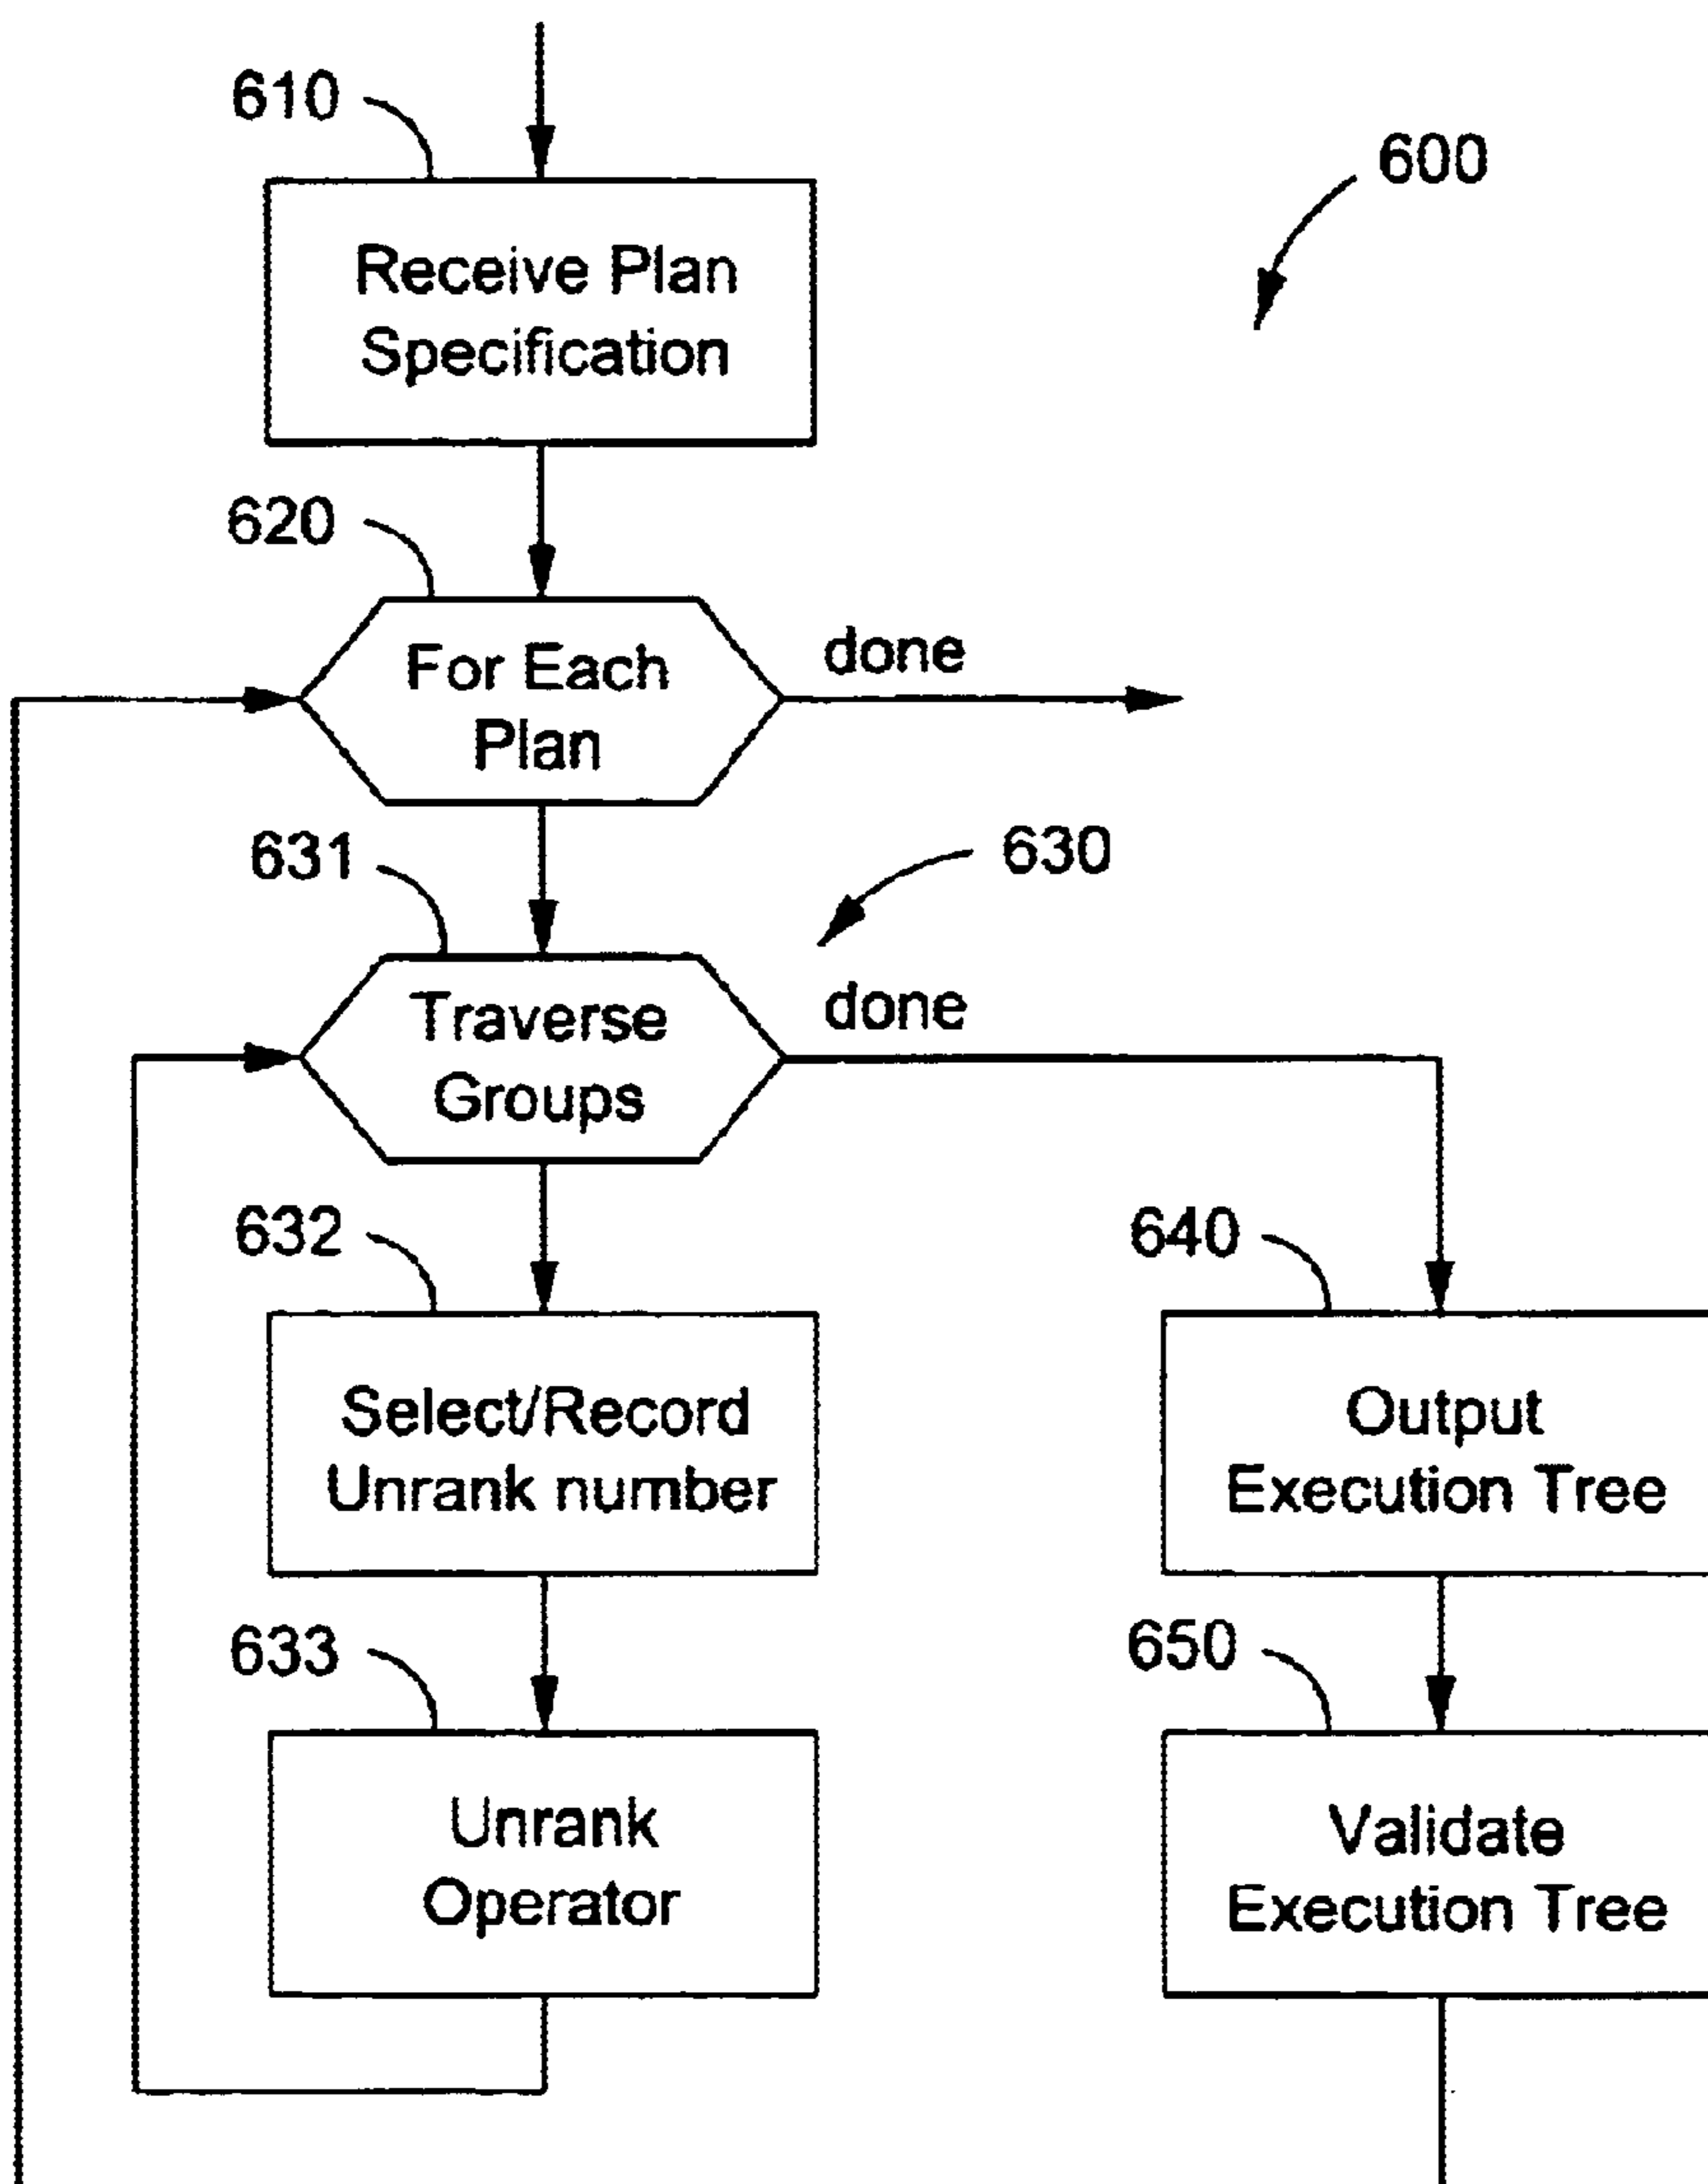 610
600
Receive Plan
Specification
620
For Each
Plan
done
631
630
Traverse
Groups
done
632
640
Select/Record
Unrank number
Output
Execution Tree
633
650
Unrank
Operator
Validate
Execution Tree